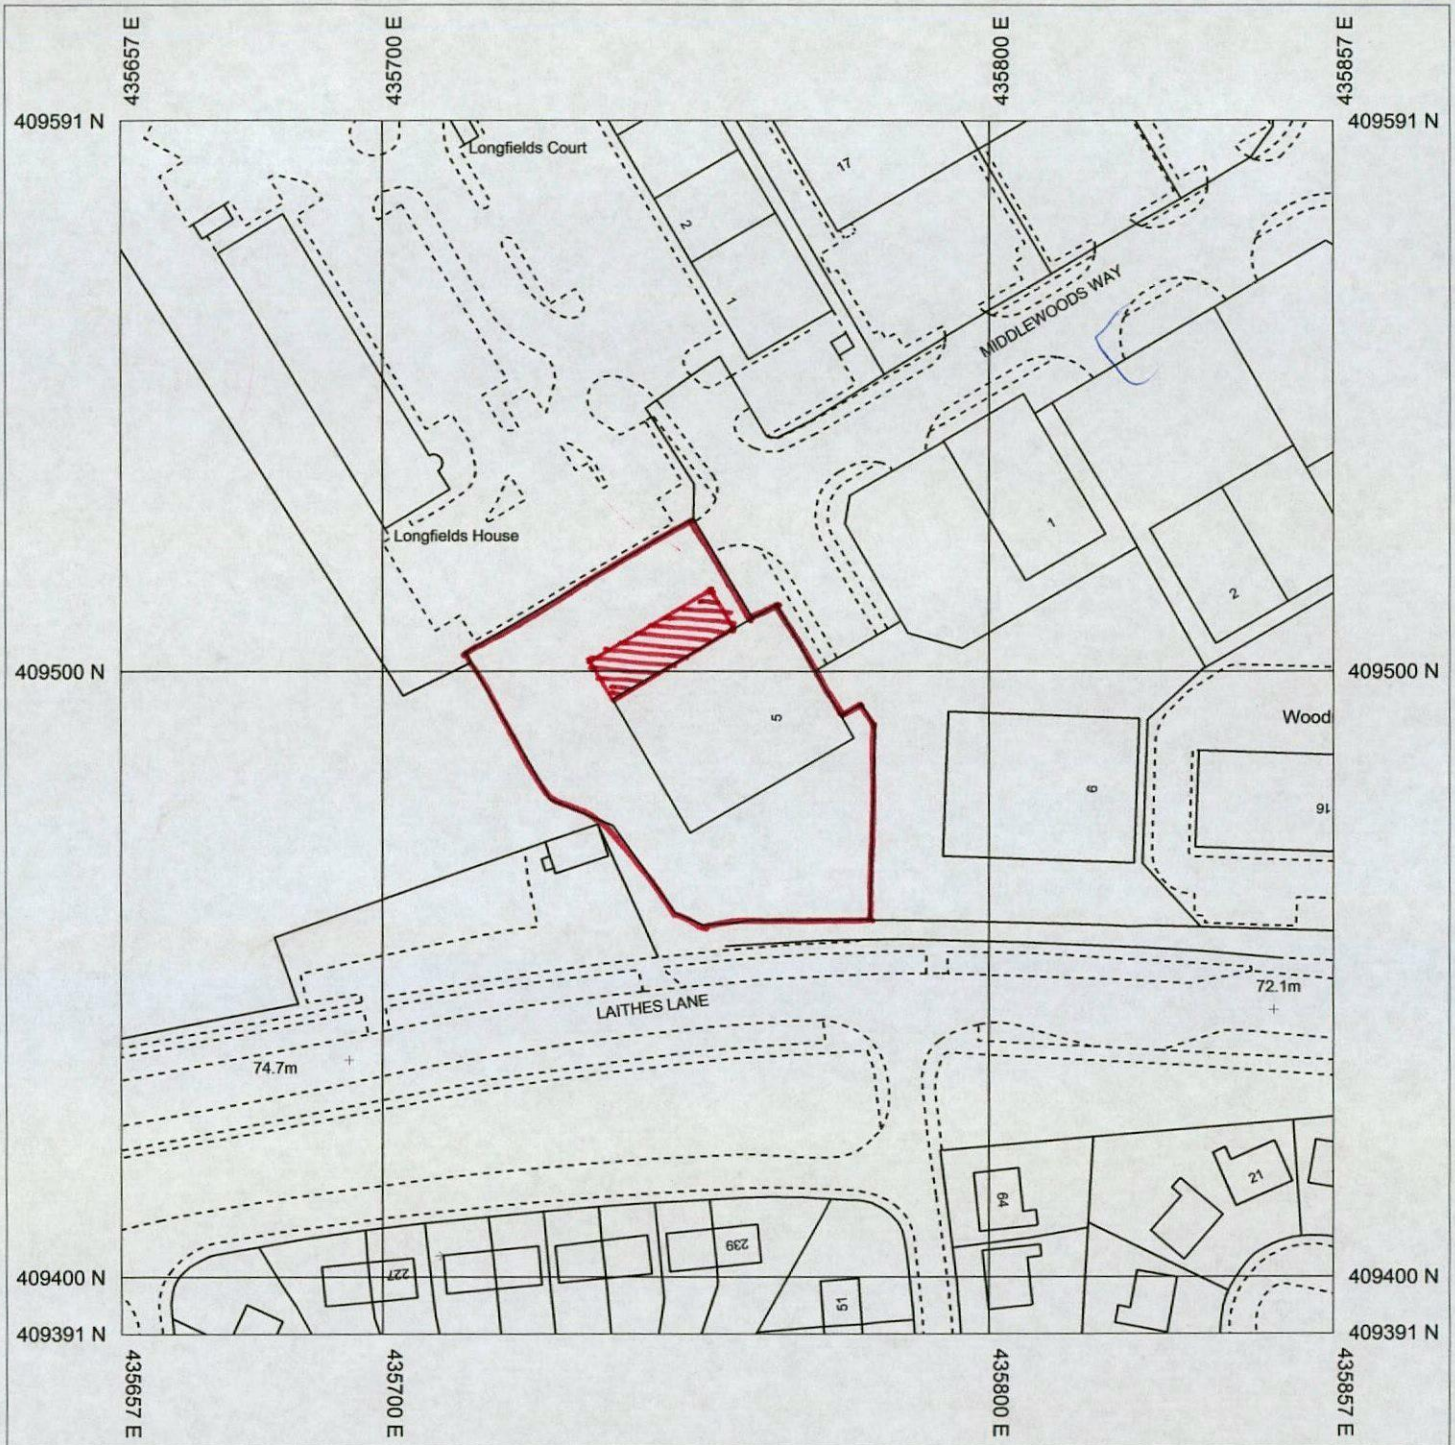 435657 E
435700 E
435800 E
435857 E
409591 N
409591 N
Longfields Court
17
2
1
MIDDLEWOODS WAY
1
Longfields House
2
409500 N
409500 N
5
Wood
6
16
LAITHES LANE
72.1m
74.7m
64
21
239
227
51
409400 N
409400 N
409391 N
409391 N
435657 E
435700 E
435800 E
435857 E